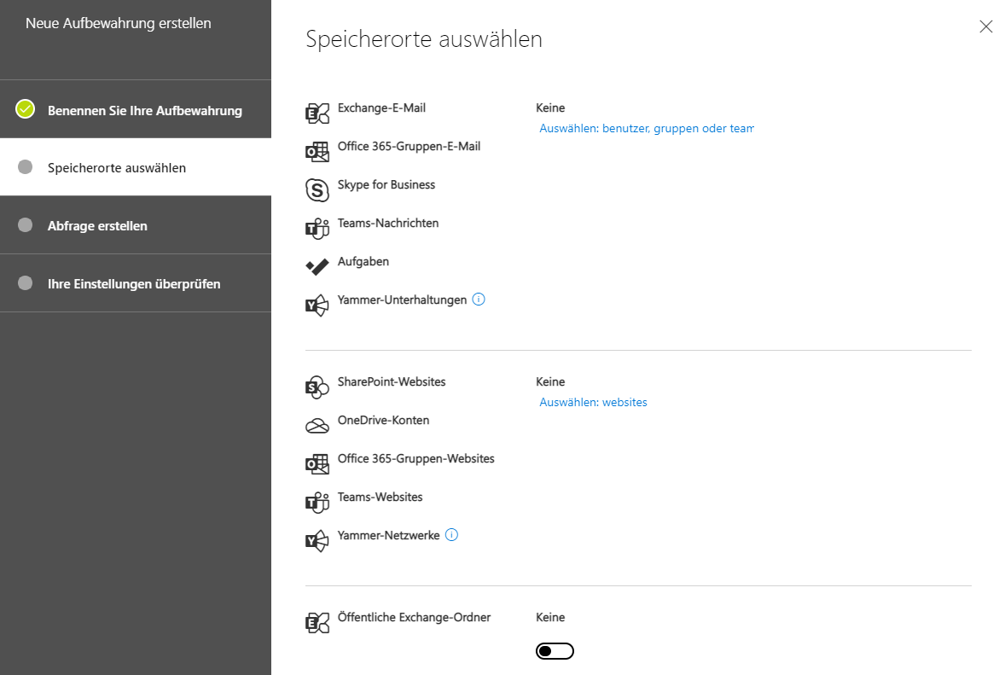 Neue Aufbewahrung erstellen
Benennen Sie Ihre Aufbewahrung
Speicherorte auswählen
Abfrage erstellen
Ihre Einstellungen überprüfen
Speicherorte auswählen
Exchange-E-Mail
Keine
Auswählen: benutzer, gruppen oder team
Office 365-Gruppen-E-Mail
Skype for Business
Teams-Nachrichten
Aufgaben
Yammer-Unterhaltungen
SharePoint-Websites
Keine
Auswählen: websites
OneDrive-Konten
Office 365-Gruppen-Websites
Teams-Websites
Yammer-Netzwerke
Öffentliche Exchange-Ordner
Keine